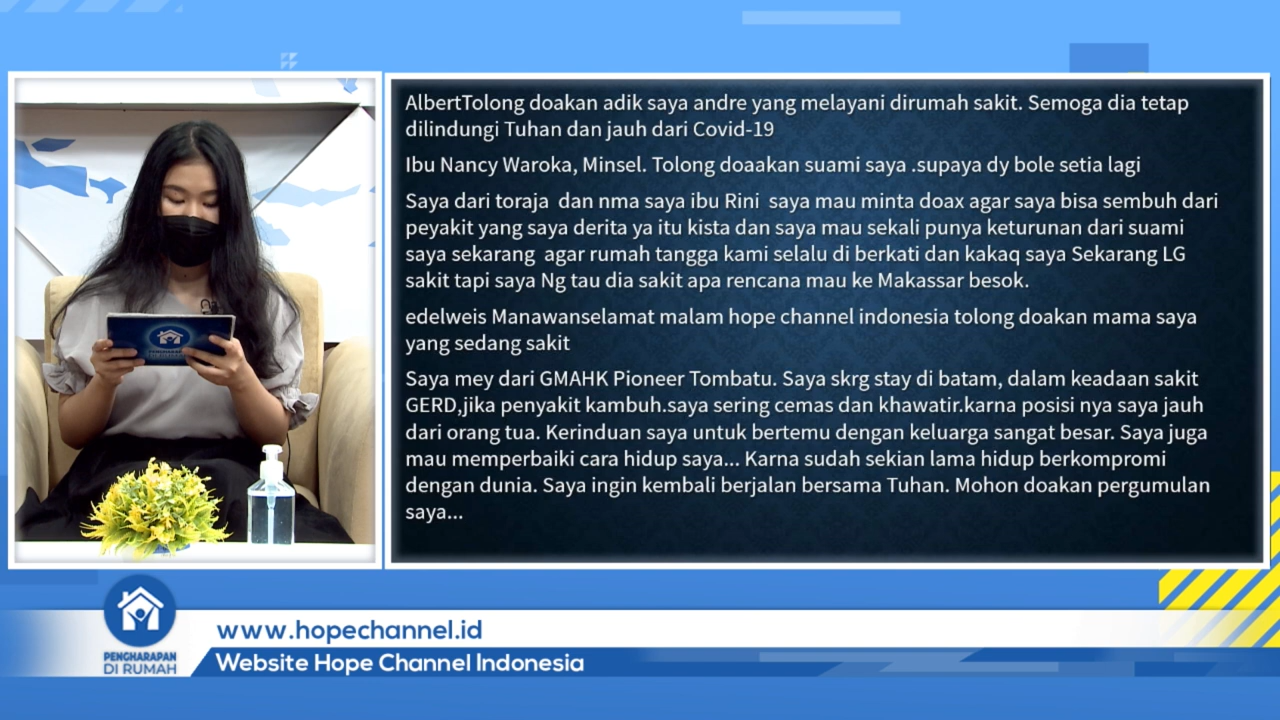 AlbertTolong doakan adik saya andre yang melayani dirumah sakit. Semoga dia tetap
dilindungi Tuhan dan jauh dari Covid-19
Ibu Nancy Waroka, Minsel. Tolong doaakan suami saya .supaya dy bole setia lagi
Saya dari toraja  dan nma saya ibu Rini  saya mau minta doax agar saya bisa sembuh dari
peyakit yang saya derita ya itu kista dan saya mau sekali punya keturunan dari suami
saya sekarang  agar rumah tangga kami selalu di berkati dan kakaq saya Sekarang LG
sakit tapi saya Ng tau dia sakit apa rencana mau ke Makassar besok.
edelweis Manawanselamat malam hope channel indonesia tolong doakan mama saya
yang sedang sakit
Saya mey dari GMAHK Pioneer Tombatu. Saya skrg stay di batam, dalam keadaan sakit
GERD,jika penyakit kambuh.saya sering cemas dan khawatir.karna posisi nya saya jauh
dari orang tua. Kerinduan saya untuk bertemu dengan keluarga sangat besar. Saya juga
mau memperbaiki cara hidup saya... Karna sudah sekian lama hidup berkompromi
dengan dunia. Saya ingin kembali berjalan bersama Tuhan. Mohon doakan pergumulan
saya...
www.hopechannel.id
PENGHARAPAN
DI RUMAH
Website Hope Channel Indonesia